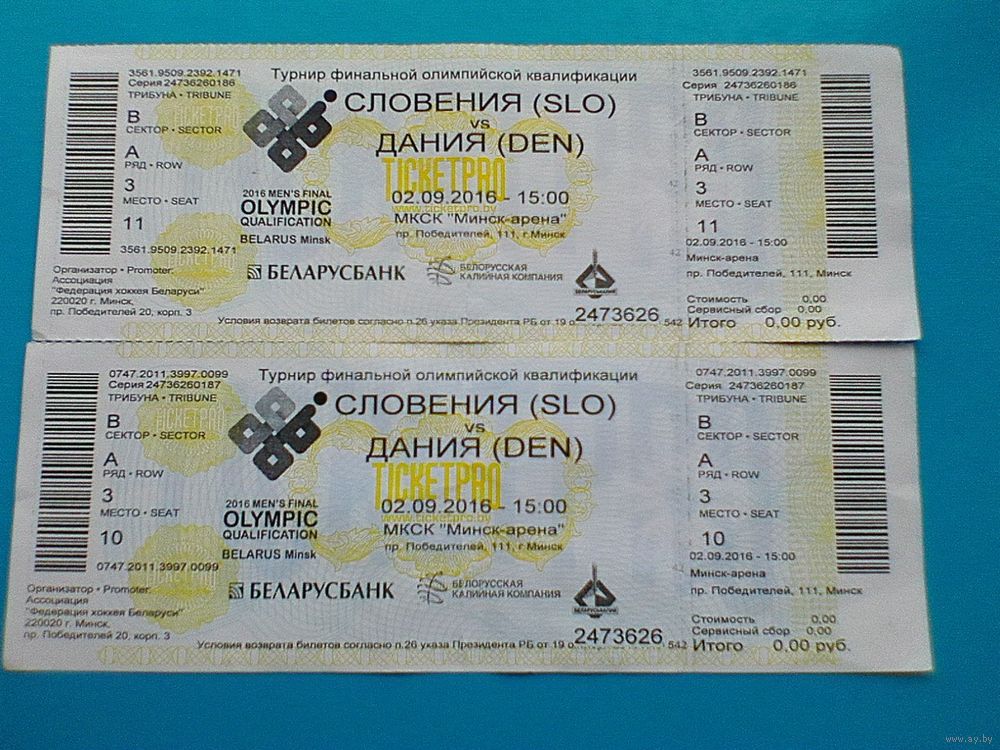 3561.9509.2392.1471
Серия 24736260186
ТРИБУНА • TRIBUNE
B
СЕКТОР • SECTOR
A
РЯД • ROW
3
МЕСТО • SEAT
11
3561.9509.2392.1471
Организатор • Promoter:
Ассоциация
"Федерация хоккея Беларуси"
220020 г. Минск,
пр. Победителей 20, корп. 3
Турнир финальной олимпийской квалификации
СЛОВЕНИЯ (SLO)
vs
ДАНИЯ (DEN)
TICKETPRO
02.09.2016 - 15:00
www.ticketpro.by
МКСК "Минск-арена"
пр. Победителей, 111, г.Минск
2016 MEN'S FINAL
OLYMPIC
QUALIFICATION
BELARUS Minsk
БЕЛАРУСБАНК
БЕЛОРУССКАЯ
КАЛИЙНАЯ КОМПАНИЯ
БЕЛАРУСЬКАЛИЙ
2473626
Условия возврата билетов согласно п.26 указа Президента РБ от 19 о
542
3561.9509.2392.1471
Серия 24736260186
ТРИБУНА • TRIBUNE
B
СЕКТОР • SECTOR
A
РЯД • ROW
3
МЕСТО • SEAT
11
02.09.2016 - 15:00
Минск-арена
пр. Победителей, 111, Минск
Стоимость 0,00
Сервисный сбор 0,00
Итого 0,00 руб.
0747.2011.3997.0099
Серия 24736260187
ТРИБУНА • TRIBUNE
B
СЕКТОР • SECTOR
A
РЯД • ROW
3
МЕСТО • SEAT
10
0747.2011.3997.0099
Организатор • Promoter:
Ассоциация
"Федерация хоккея Беларуси"
220020 г. Минск,
пр. Победителей 20, корп. 3
Турнир финальной олимпийской квалификации
СЛОВЕНИЯ (SLO)
vs
ДАНИЯ (DEN)
TICKETPRO
02.09.2016 - 15:00
www.ticketpro.by
МКСК "Минск-арена"
пр. Победителей, 111, г.Минск
2016 MEN'S FINAL
OLYMPIC
QUALIFICATION
BELARUS Minsk
БЕЛАРУСБАНК
БЕЛОРУССКАЯ
КАЛИЙНАЯ КОМПАНИЯ
БЕЛАРУСЬКАЛИЙ
2473626
Условия возврата билетов согласно п.26 указа Президента РБ от 19 о
542
0747.2011.3997.0099
Серия 24736260187
ТРИБУНА • TRIBUNE
B
СЕКТОР • SECTOR
A
РЯД • ROW
3
МЕСТО • SEAT
10
02.09.2016 - 15:00
Минск-арена
пр. Победителей, 111, Минск
Стоимость 0,00
Сервисный сбор 0,00
Итого 0,00 руб.
www.ay.by